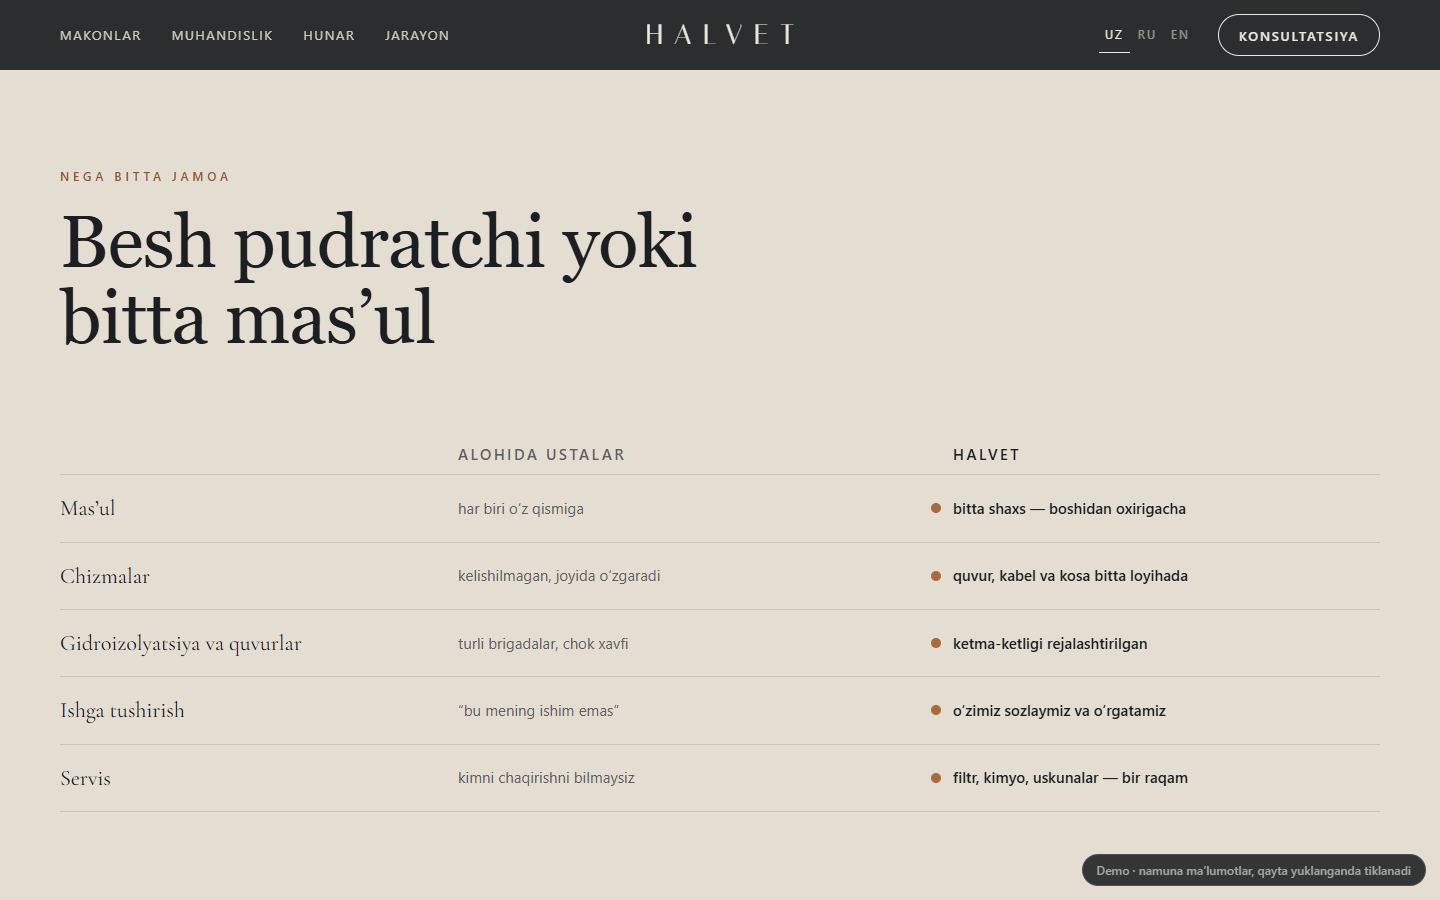 MAKONLAR MUHANDISLIK HUNAR JARAYON HALVET UZ RU EN KONSULTATSIYA
NEGA BITTA JAMOA
Besh pudratchi yoki
bitta mas’ul
ALOHIDA USTALAR HALVET
Mas’ul har biri o‘z qismiga bitta shaxs — boshidan oxirigacha
Chizmalar kelishilmagan, joyida o‘zgaradi quvur, kabel va kosa bitta loyihada
Gidroizolyatsiya va quvurlar turli brigadalar, chok xavfi ketma-ketligi rejalashtirilgan
Ishga tushirish “bu mening ishim emas” o‘zimiz sozlaymiz va o‘rgatamiz
Servis kimni chaqirishni bilmaysiz filtr, kimyo, uskunalar — bir raqam
Demo · namuna ma’lumotlar, qayta yuklanganda tiklanadi